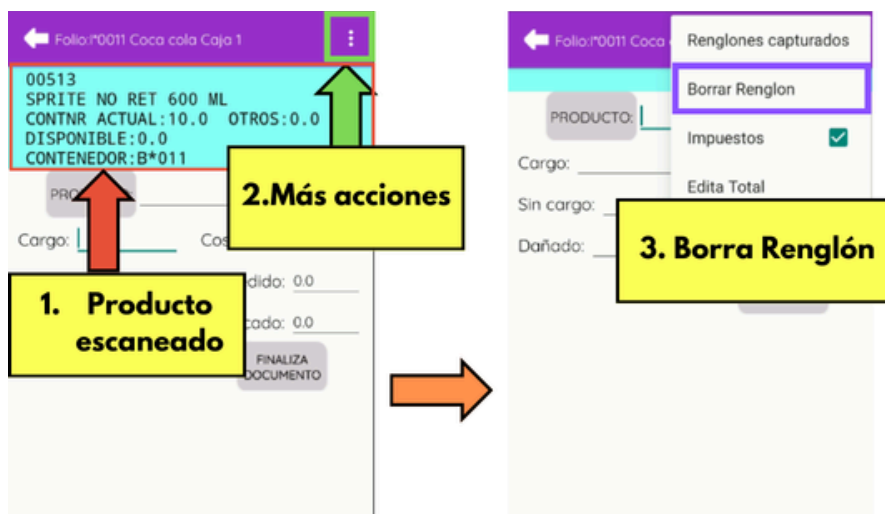 Folio:I*0011 Coca cola Caja 1
00513
SPRITE NO RET 600 ML
CONTNR ACTUAL:10.0 OTROS:0.0
DISPONIBLE:0.0
CONTENEDOR:B*011
2.Más acciones
Cargo:
1. Producto
escaneado
0.0
0.0
FINALIZA
DOCUMENTO
Folio:I*0011 Coca
Renglones capturados
Borrar Renglon
PRODUCTO:
Impuestos
Cargo:
Edita Total
Sin cargo:
Dañado:
3. Borra Renglón